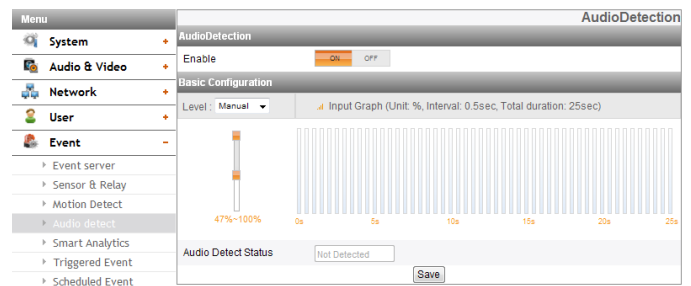 Menu
System +
Audio & Video +
Network +
User +
Event -
Event server
Sensor & Relay
Motion Detect
Audio detect
Smart Analytics
Triggered Event
Scheduled Event
AudioDetection
AudioDetection
Enable ON OFF
Basic Configuration
Level : Manual Input Graph (Unit: %, Interval: 0.5sec, Total duration: 25sec)
47%~100% 0s 5s 10s 15s 20s 25s
Audio Detect Status Not Detected
Save